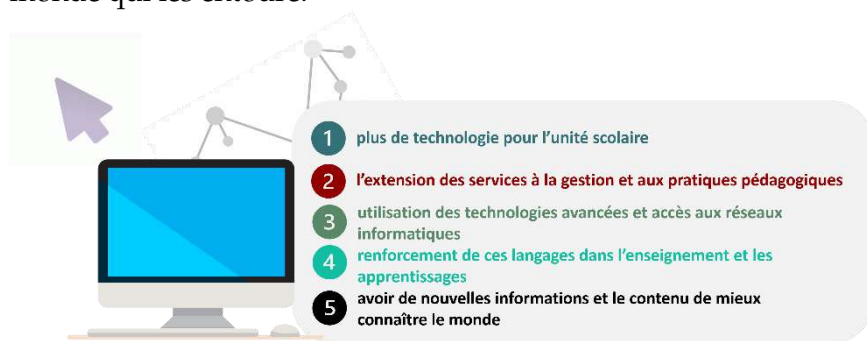 monde qui les entoure.
1 plus de technologie pour l'unité scolaire
2 l'extension des services à la gestion et aux pratiques pédagogiques
3 utilisation des technologies avancées et accès aux réseaux
informatiques
4 renforcement de ces langages dans l'enseignement et les
apprentissages
5 avoir de nouvelles informations et le contenu de mieux
connaître le monde